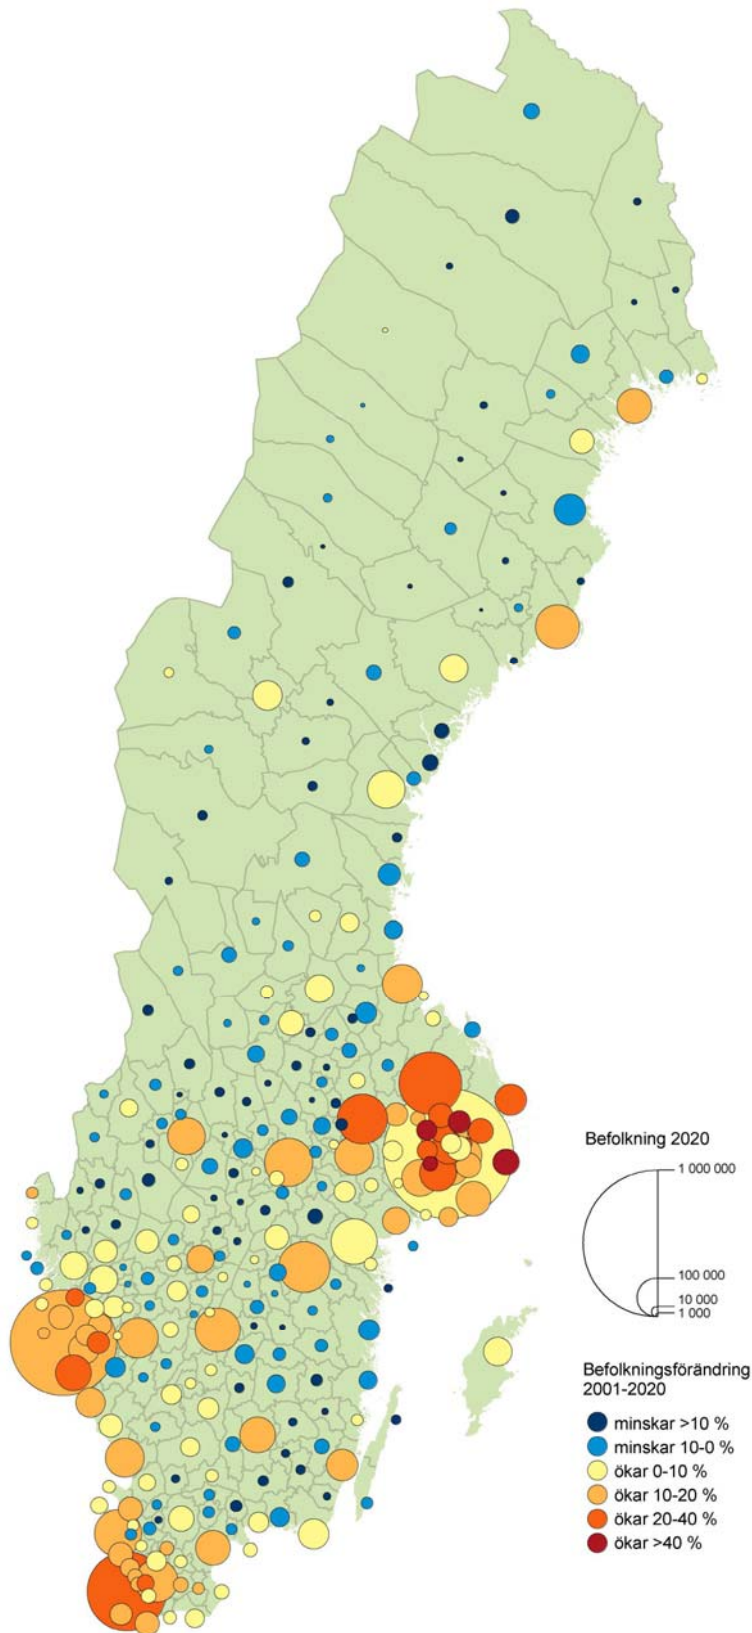 Befolkning 2020
1 000 000
100 000
10 000
1 000
Befolkningsförändring
2001-2020
minskar >10 %
minskar 10-0 %
ökar 0-10 %
ökar 10-20 %
ökar 20-40 %
ökar >40 %